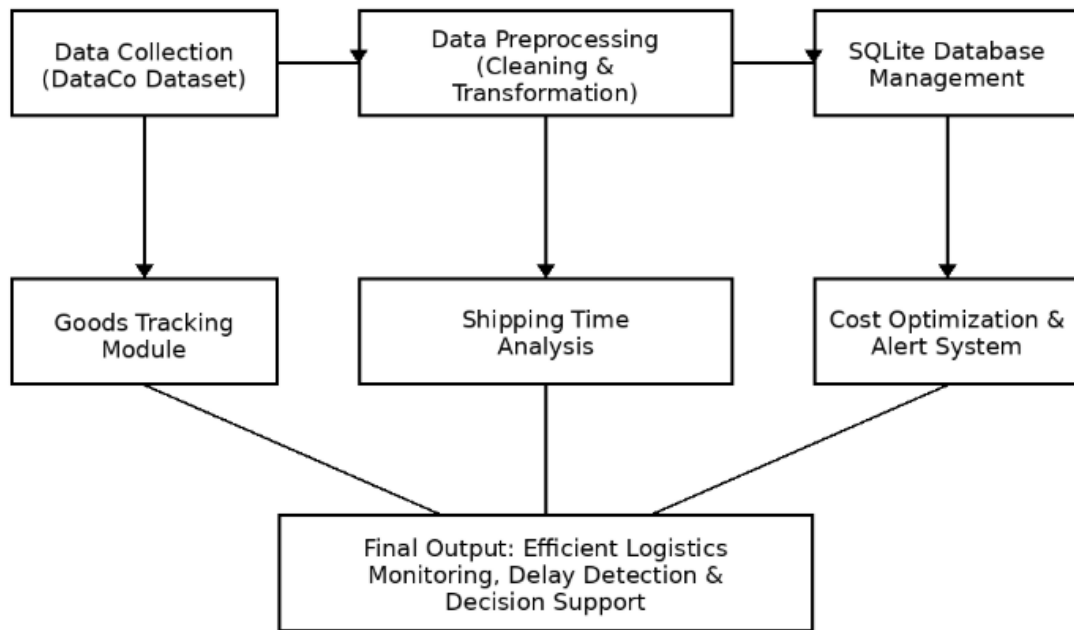 Data Collection
(DataCo Dataset)
Data Preprocessing
(Cleaning &
Transformation)
SQLite Database
Management
Goods Tracking
Module
Shipping Time
Analysis
Cost Optimization &
Alert System
Final Output: Efficient Logistics
Monitoring, Delay Detection &
Decision Support